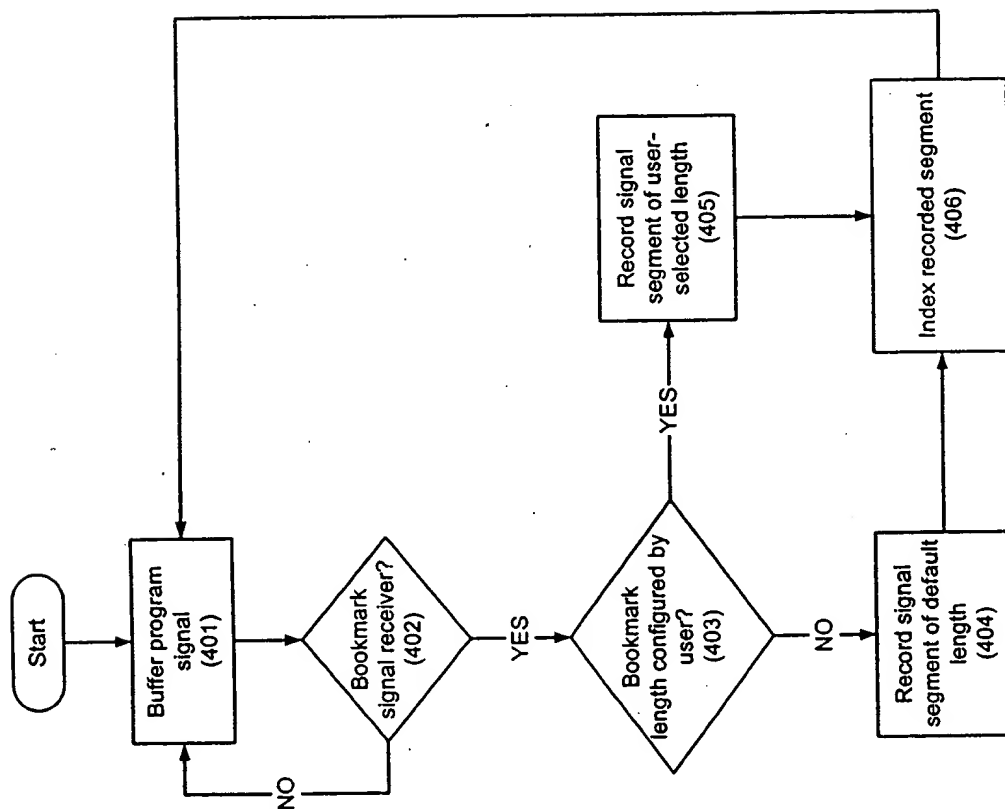 Start
Buffer program
signal
(401)
Bookmark
signal receiver?
(402)
NO
YES
Bookmark
length configured by
user?
(403)
YES
Record signal
segment of user-
selected length
(405)
NO
Record signal
segment of default
length
(404)
Index recorded segment
(406)